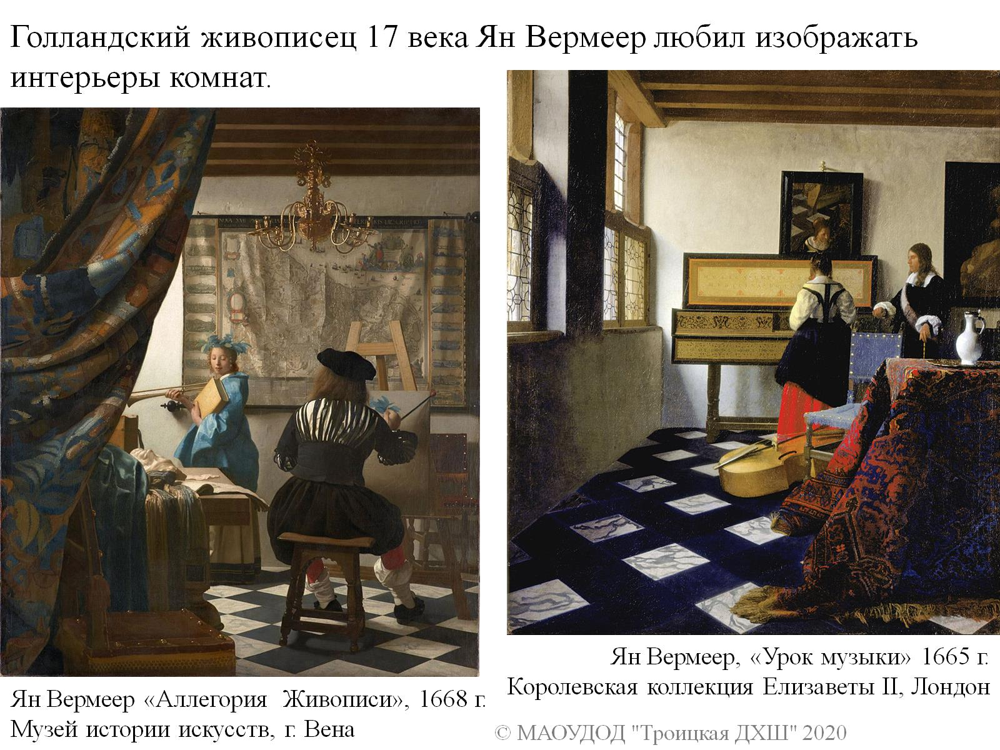 Голландский живописец 17 века Ян Вермеер любил изображать
интерьеры комнат.
Ян Вермеер «Аллегория Живописи», 1668 г.
Музей истории искусств, г. Вена
Ян Вермеер, «Урок музыки» 1665 г.
Королевская коллекция Елизаветы II, Лондон
© МАОУДОД "Троицкая ДХШ" 2020